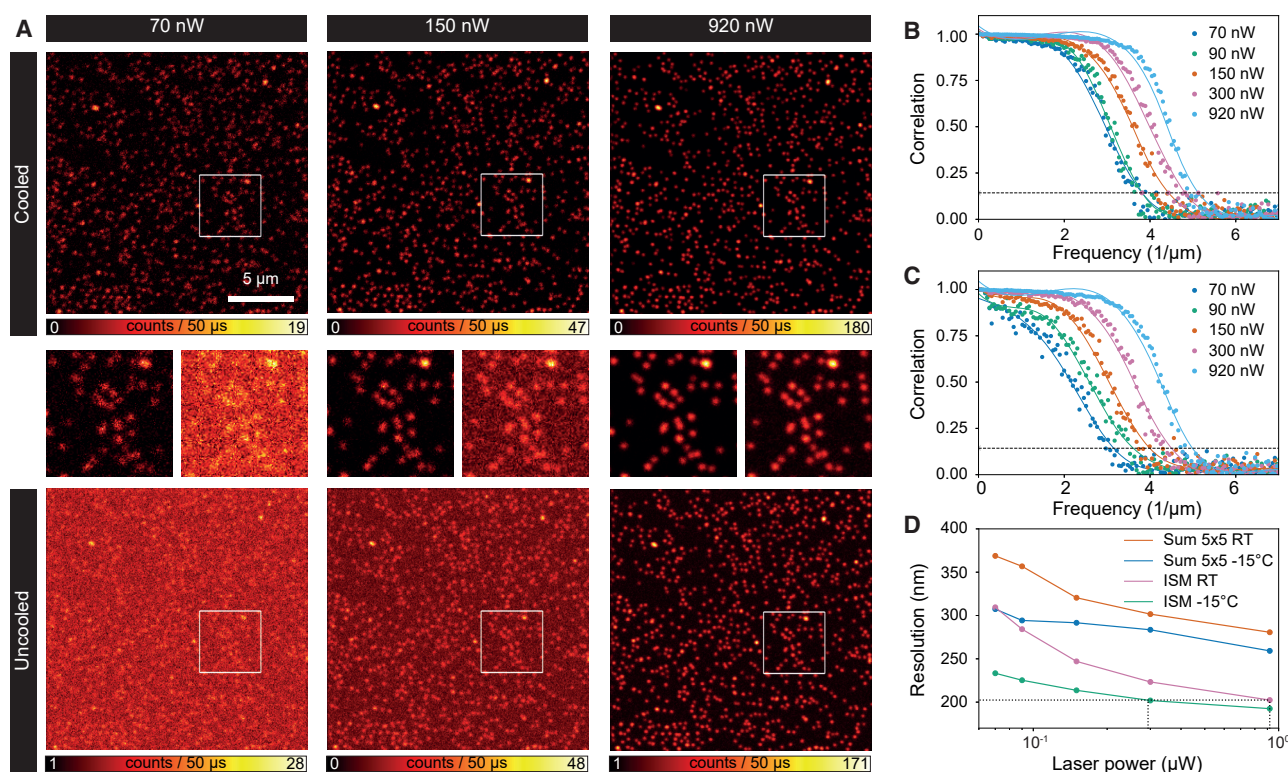 A
70 nW
150 nW
920 nW
Cooled
5 µm
0 counts / 50 µs 19
0 counts / 50 µs 47
0 counts / 50 µs 180
Uncooled
1 counts / 50 µs 28
0 counts / 50 µs 48
1 counts / 50 µs 171
B
Correlation
1.00
0.75
0.50
0.25
0.00
0 2 4 6
Frequency (1/µm)
70 nW
90 nW
150 nW
300 nW
920 nW
C
Correlation
1.00
0.75
0.50
0.25
0.00
0 2 4 6
Frequency (1/µm)
70 nW
90 nW
150 nW
300 nW
920 nW
D
Resolution (nm)
400
350
300
250
200
Sum 5x5 RT
Sum 5x5 -15°C
ISM RT
ISM -15°C
10⁻¹ 10⁰
Laser power (µW)